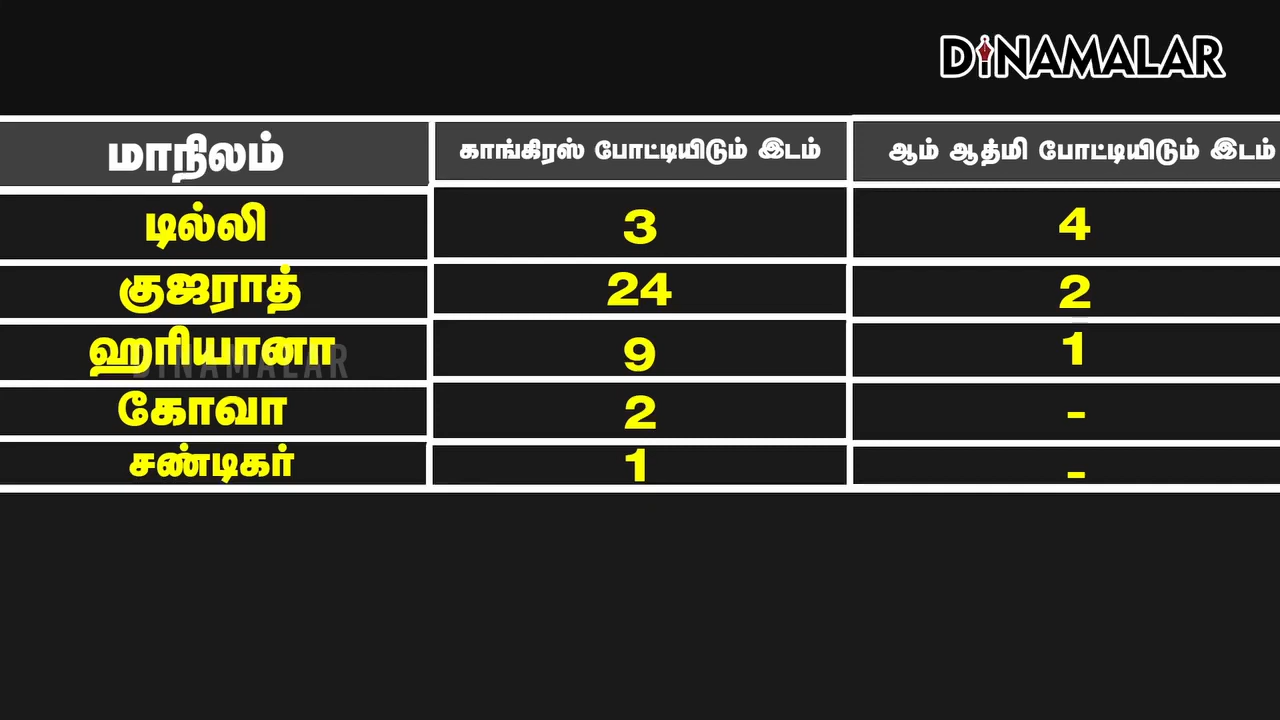 DINAMALAR
மாநிலம் காங்கிரஸ் போட்டியிடும் இடம் ஆம் ஆத்மி போட்டியிடும் இடம்
டில்லி 3 4
குஜராத் 24 2
ஹரியானா 9 1
DINAMALAR
கோவா 2 -
சண்டிகர் 1 -